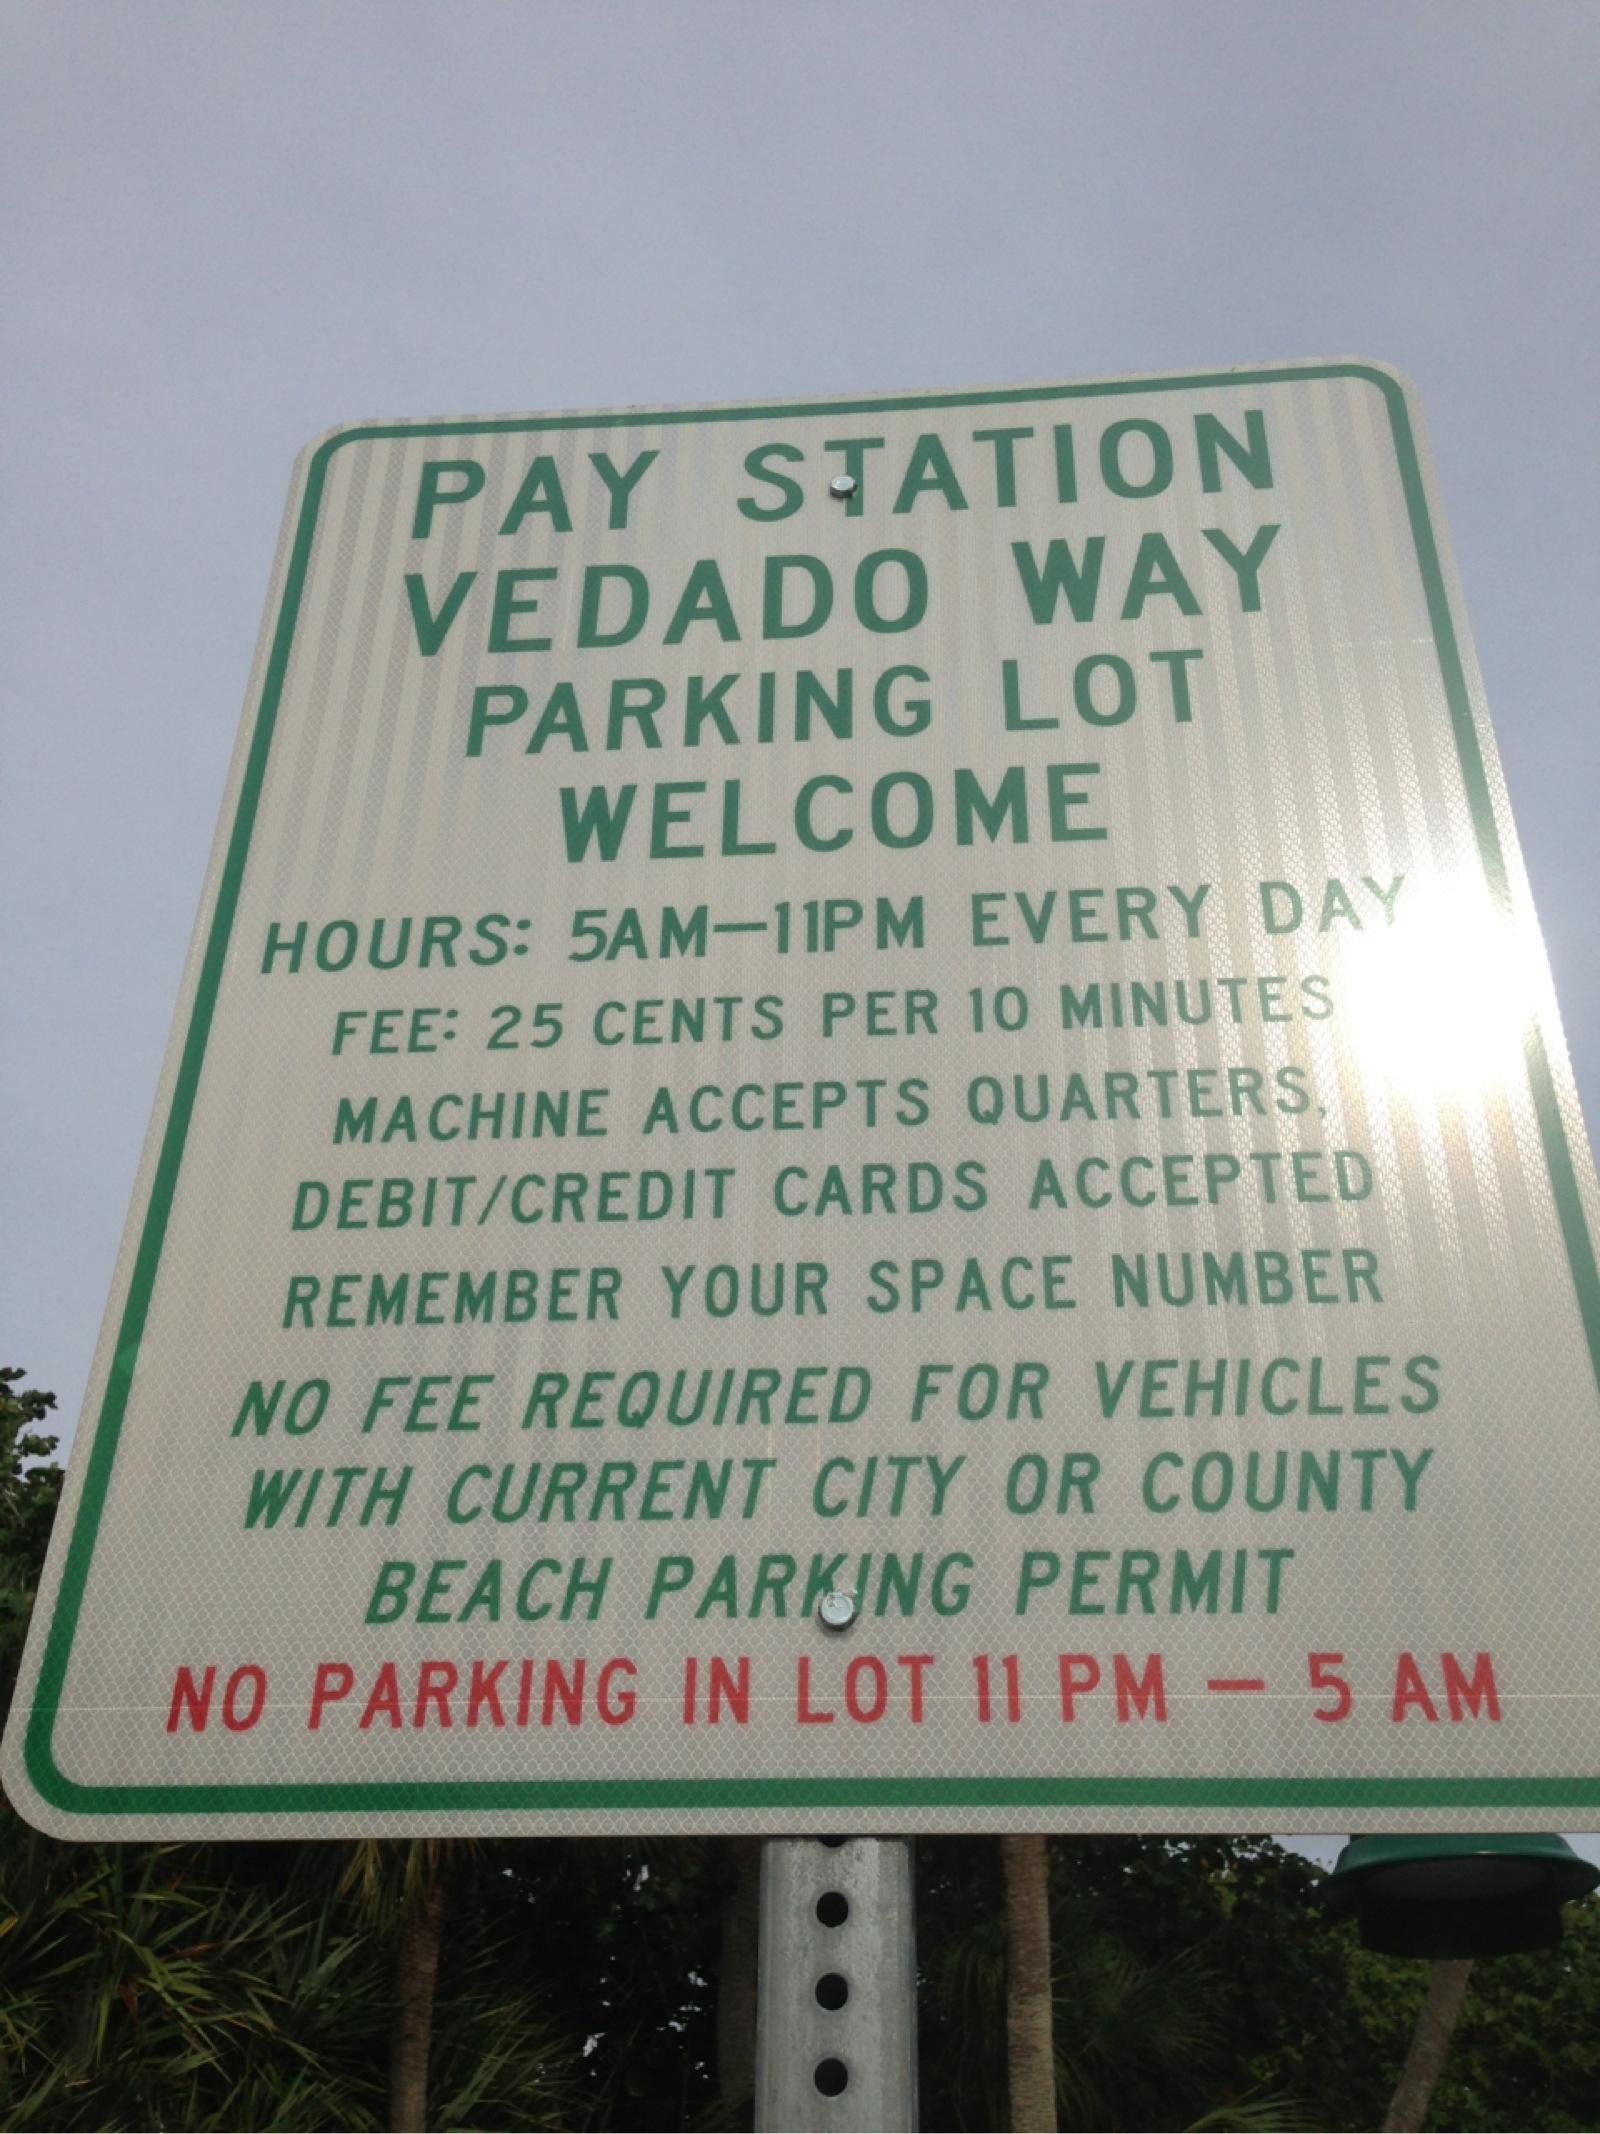 PAY STATION
VEDADO WAY
PARKING LOT
WELCOME
HOURS: 5AM—11PM EVERY DAY
FEE: 25 CENTS PER 10 MINUTES
MACHINE ACCEPTS QUARTERS,
DEBIT/CREDIT CARDS ACCEPTED
REMEMBER YOUR SPACE NUMBER
NO FEE REQUIRED FOR VEHICLES
WITH CURRENT CITY OR COUNTY
BEACH PARKING PERMIT
NO PARKING IN LOT 11 PM — 5 AM